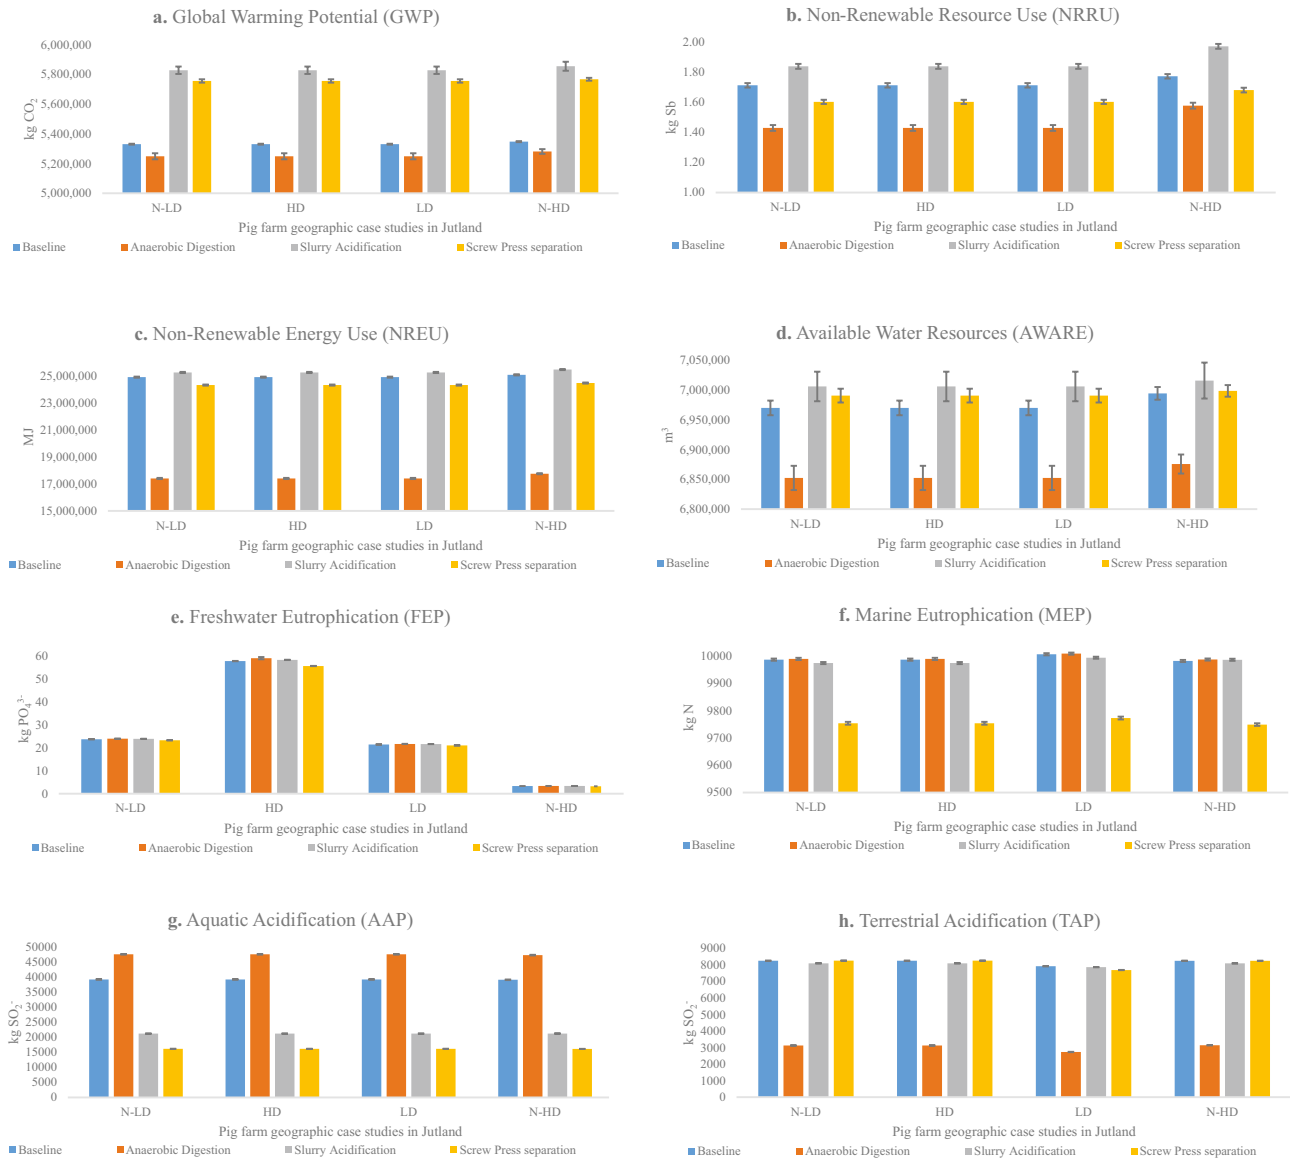 a. Global Warming Potential (GWP)
kg CO2
6,000,000
5,800,000
5,600,000
5,400,000
5,200,000
5,000,000
N-LD HD LD N-HD
Pig farm geographic case studies in Jutland
Baseline Anaerobic Digestion Slurry Acidification Screw Press separation
b. Non-Renewable Resource Use (NRRU)
kg Sb
2.00
1.80
1.60
1.40
1.20
1.00
N-LD HD LD N-HD
Pig farm geographic case studies in Jutland
Baseline Anaerobic Digestion Slurry Acidification Screw Press separation
c. Non-Renewable Energy Use (NREU)
MJ
25,000,000
23,000,000
21,000,000
19,000,000
17,000,000
15,000,000
N-LD HD LD N-HD
Pig farm geographic case studies in Jutland
Baseline Anaerobic Digestion Slurry Acidification Screw Press separation
d. Available Water Resources (AWARE)
m3
7,050,000
7,000,000
6,950,000
6,900,000
6,850,000
6,800,000
N-LD HD LD N-HD
Pig farm geographic case studies in Jutland
Baseline Anaerobic Digestion Slurry Acidification Screw Press separation
e. Freshwater Eutrophication (FEP)
kg PO4 3-
60
50
40
30
20
10
0
N-LD HD LD N-HD
Pig farm geographic case studies in Jutland
Baseline Anaerobic Digestion Slurry Acidification Screw Press separation
f. Marine Eutrophication (MEP)
kg N
10000
9900
9800
9700
9600
9500
N-LD HD LD N-HD
Pig farm geographic case studies in Jutland
Baseline Anaerobic Digestion Slurry Acidification Screw Press separation
g. Aquatic Acidification (AAP)
kg SO2-
50000
45000
40000
35000
30000
25000
20000
15000
10000
5000
0
N-LD HD LD N-HD
Pig farm geographic case studies in Jutland
Baseline Anaerobic Digestion Slurry Acidification Screw Press separation
h. Terrestrial Acidification (TAP)
kg SO2-
9000
8000
7000
6000
5000
4000
3000
2000
1000
0
N-LD HD LD N-HD
Pig farm geographic case studies in Jutland
Baseline Anaerobic Digestion Slurry Acidification Screw Press separation